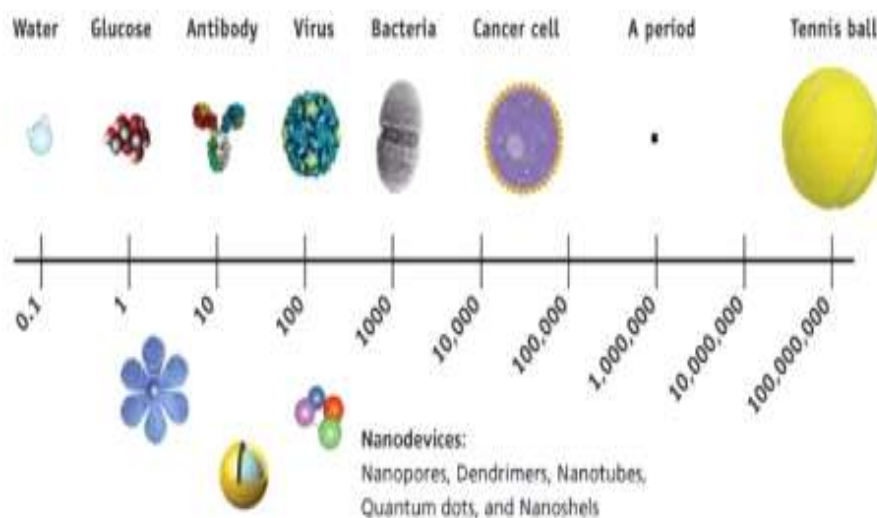 Water Glucose Antibody Virus Bacteria Cancer cell A period Tennis ball
0.1 1 10 100 1000 10,000 100,000 1,000,000 10,000,000 100,000,000
Nanodevices:
Nanopores, Dendrimers, Nanotubes,
Quantum dots, and Nanoshels